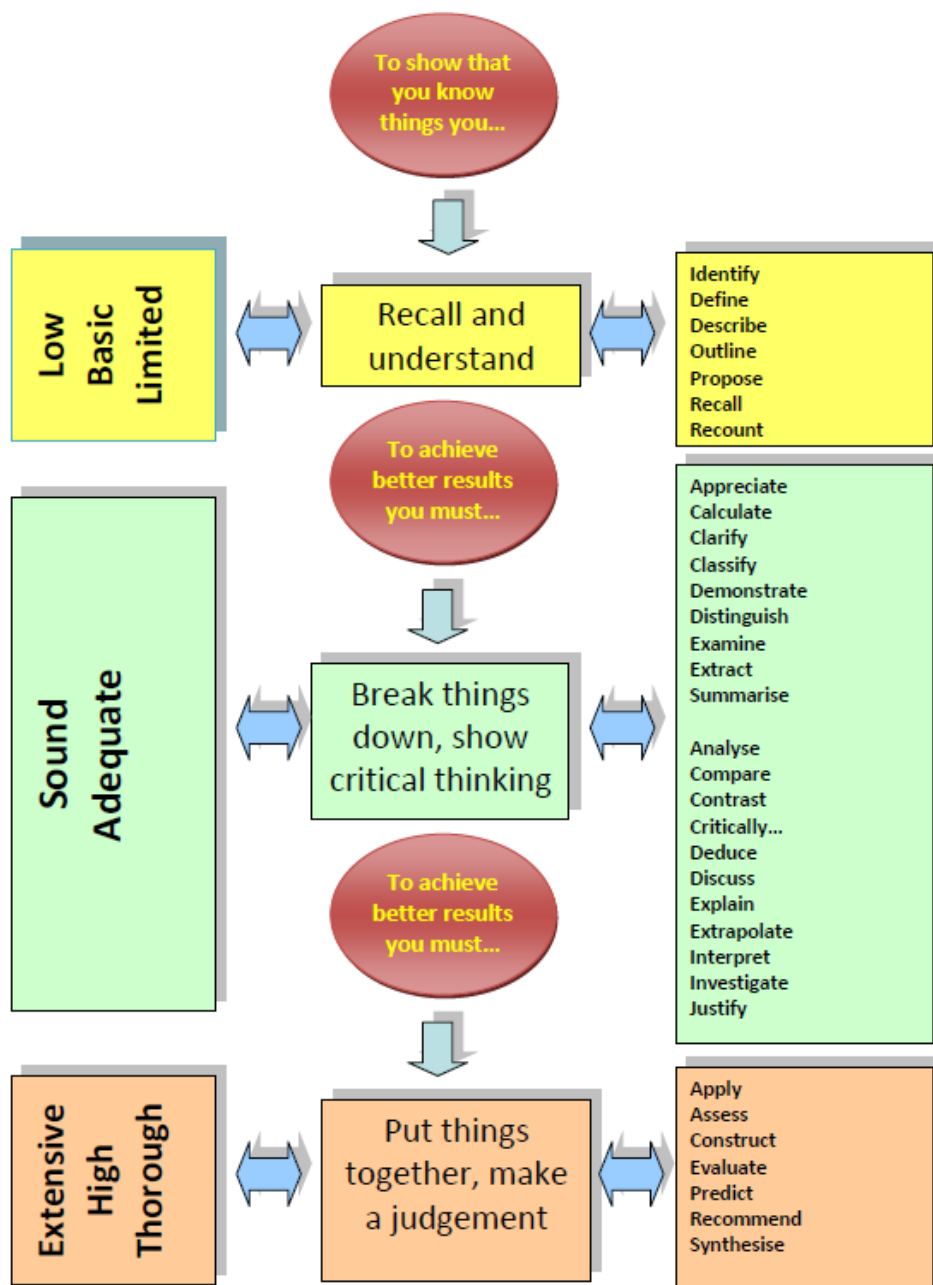 To show that
you know
things you...
Low
Basic
Limited
Recall and
understand
Identify
Define
Describe
Outline
Propose
Recall
Recount
To achieve
better results
you must...
Sound
Adequate
Break things
down, show
critical thinking
Appreciate
Calculate
Clarify
Classify
Demonstrate
Distinguish
Examine
Extract
Summarise
Analyse
Compare
Contrast
Critically...
Deduce
Discuss
Explain
Extrapolate
Interpret
Investigate
Justify
To achieve
better results
you must...
Extensive
High
Thorough
Put things
together, make
a judgement
Apply
Assess
Construct
Evaluate
Predict
Recommend
Synthesise